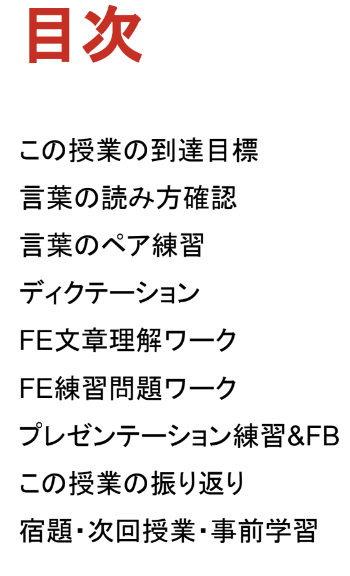 目次
この授業の到達目標
言葉の読み方確認
言葉のペア練習
ディクテーション
FE文章理解ワーク
FE練習問題ワーク
プレゼンテーション練習&FB
この授業の振り返り
宿題・次回授業・事前学習